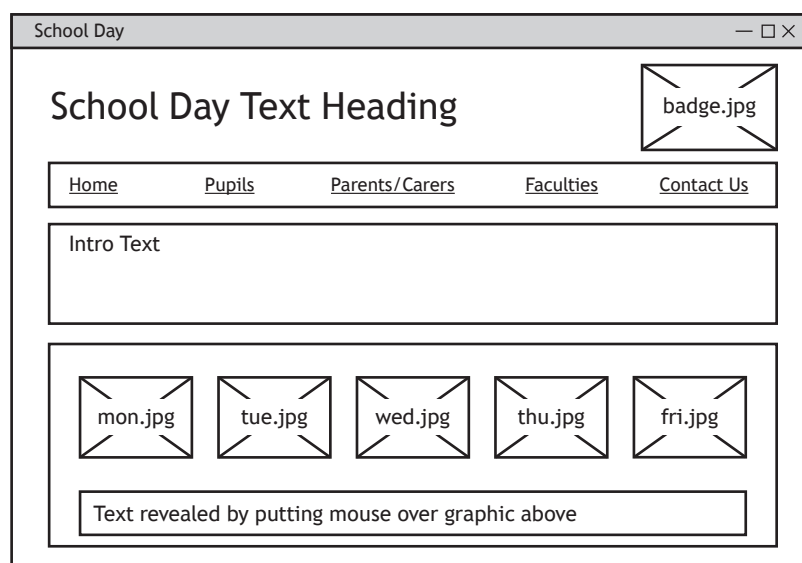 School Day
School Day Text Heading
badge.jpg
Home Pupils Parents/Carers Faculties Contact Us
Intro Text
mon.jpg tue.jpg wed.jpg thu.jpg fri.jpg
Text revealed by putting mouse over graphic above